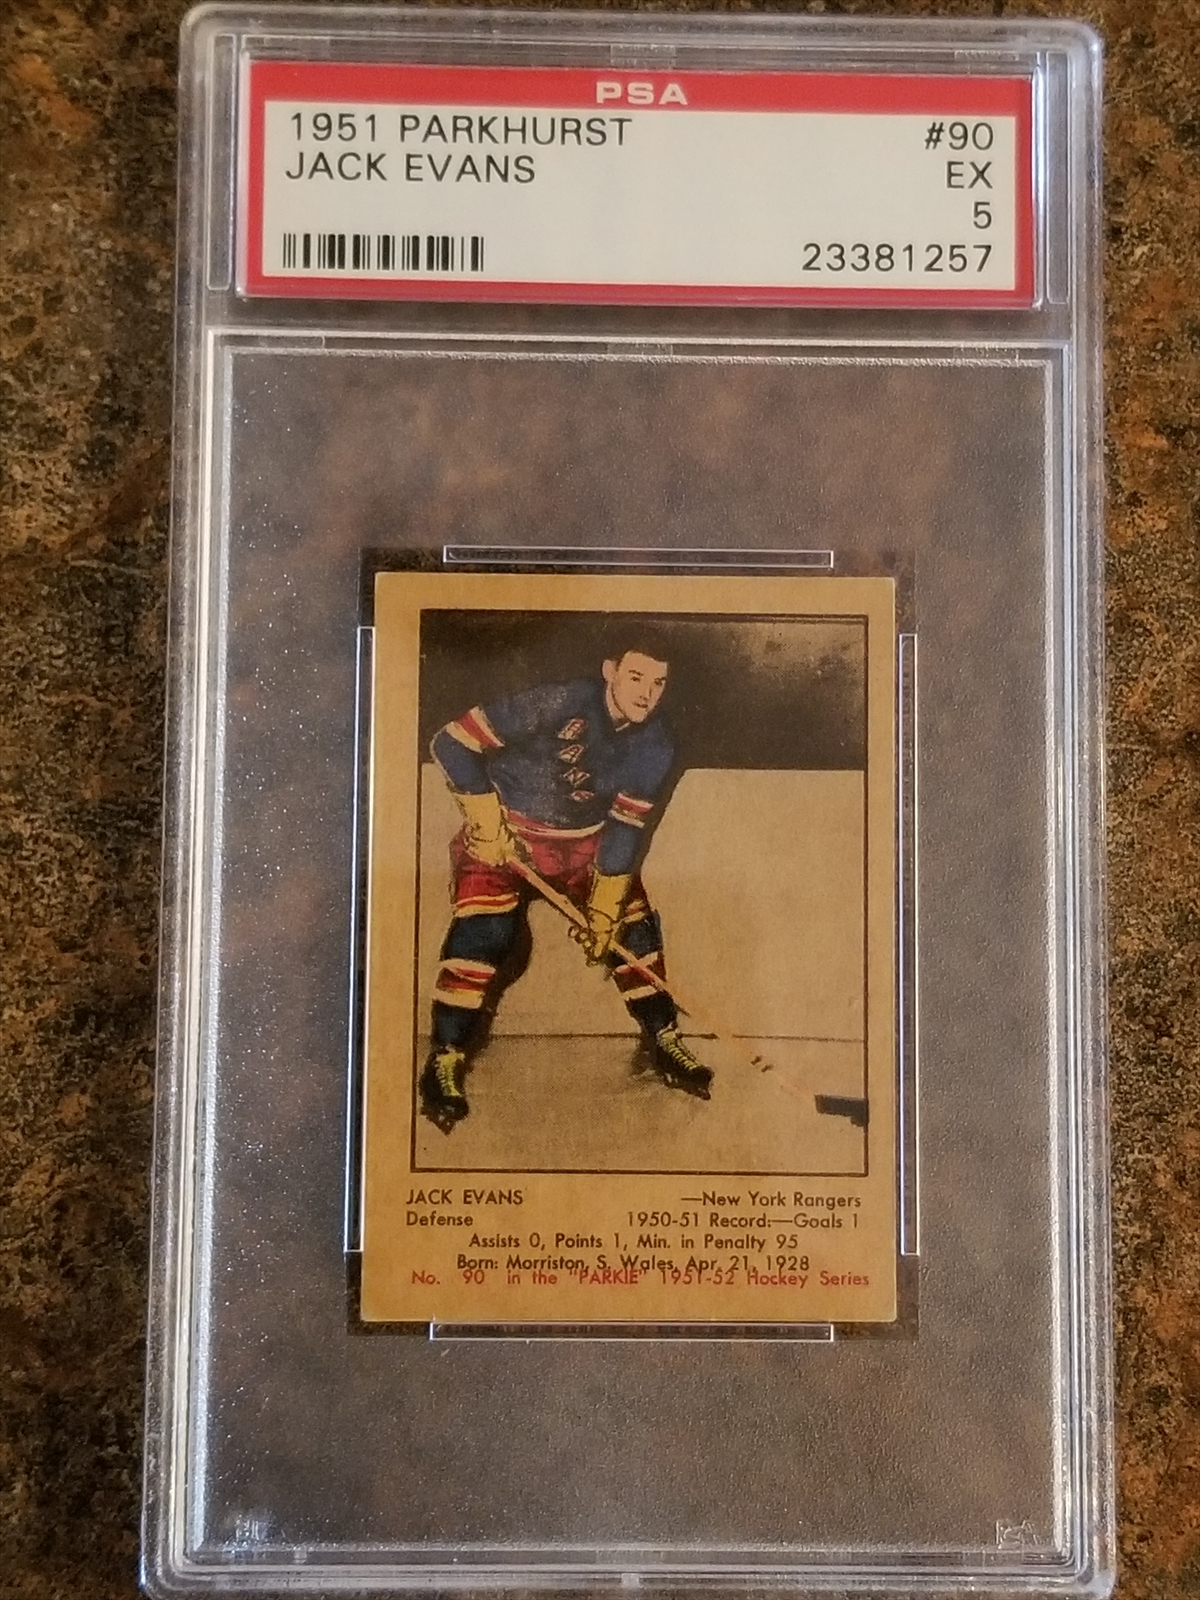 PSA
1951 PARKHURST #90
JACK EVANS EX
5
23381257
JACK EVANS —New York Rangers
Defense 1950-51 Record:—Goals 1
Assists 0, Points 1, Min. in Penalty 95
Born: Morriston, S. Wales, Apr. 21, 1928
No. 90 in the "PARKIE" 1951-52 Hockey Series